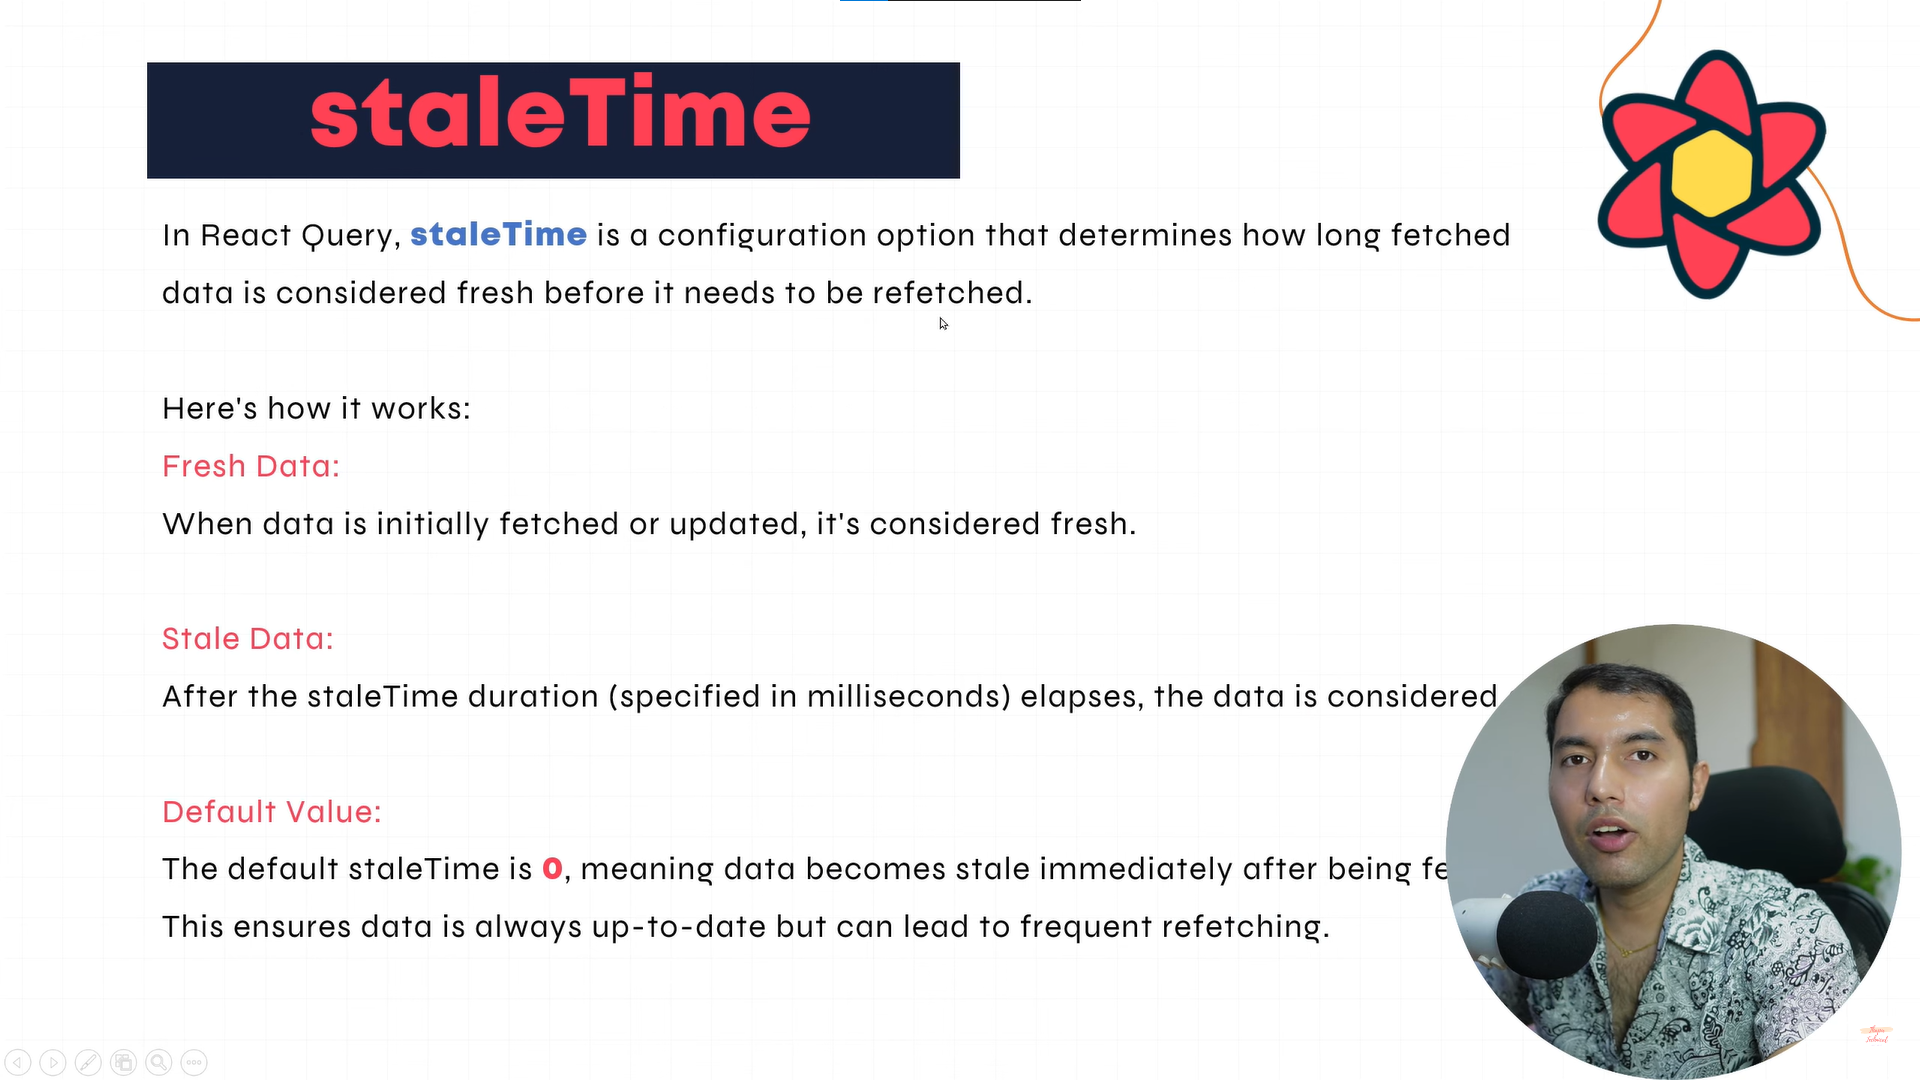 staleTime
In React Query, staleTime is a configuration option that determines how long fetched
data is considered fresh before it needs to be refetched.
Here's how it works:
Fresh Data:
When data is initially fetched or updated, it's considered fresh.
Stale Data:
After the staleTime duration (specified in milliseconds) elapses, the data is considered
Default Value:
The default staleTime is 0, meaning data becomes stale immediately after being
This ensures data is always up-to-date but can lead to frequent refetching.